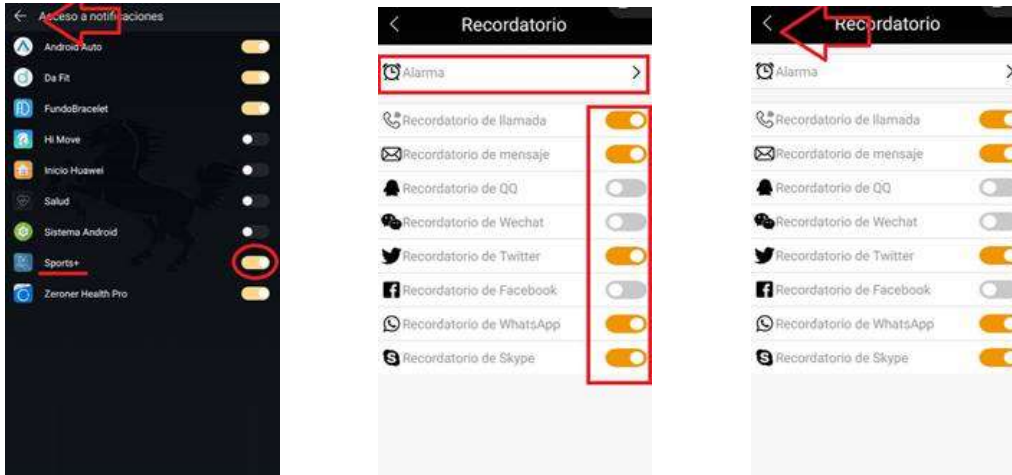 Acceso a notificaciones
Android Auto
Da Fit
FundoBracelet
Hi Move
Inicio Huawei
Salud
Sistema Android
Sports+
Zeroner Health Pro
Recordatorio
Alarma
Recordatorio de llamada
Recordatorio de mensaje
Recordatorio de QQ
Recordatorio de Wechat
Recordatorio de Twitter
Recordatorio de Facebook
Recordatorio de WhatsApp
Recordatorio de Skype
Recordatorio
Alarma
Recordatorio de llamada
Recordatorio de mensaje
Recordatorio de QQ
Recordatorio de Wechat
Recordatorio de Twitter
Recordatorio de Facebook
Recordatorio de WhatsApp
Recordatorio de Skype